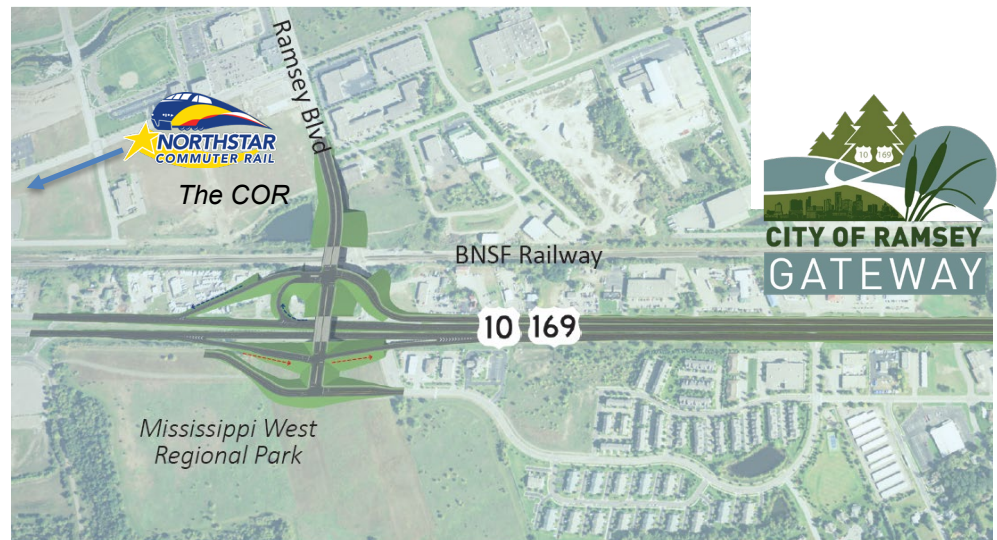 Ramsey Blvd
NORTHSTAR
COMMUTER RAIL
The COR
10 169
CITY OF RAMSEY
GATEWAY
BNSF Railway
10 169
Mississippi West
Regional Park